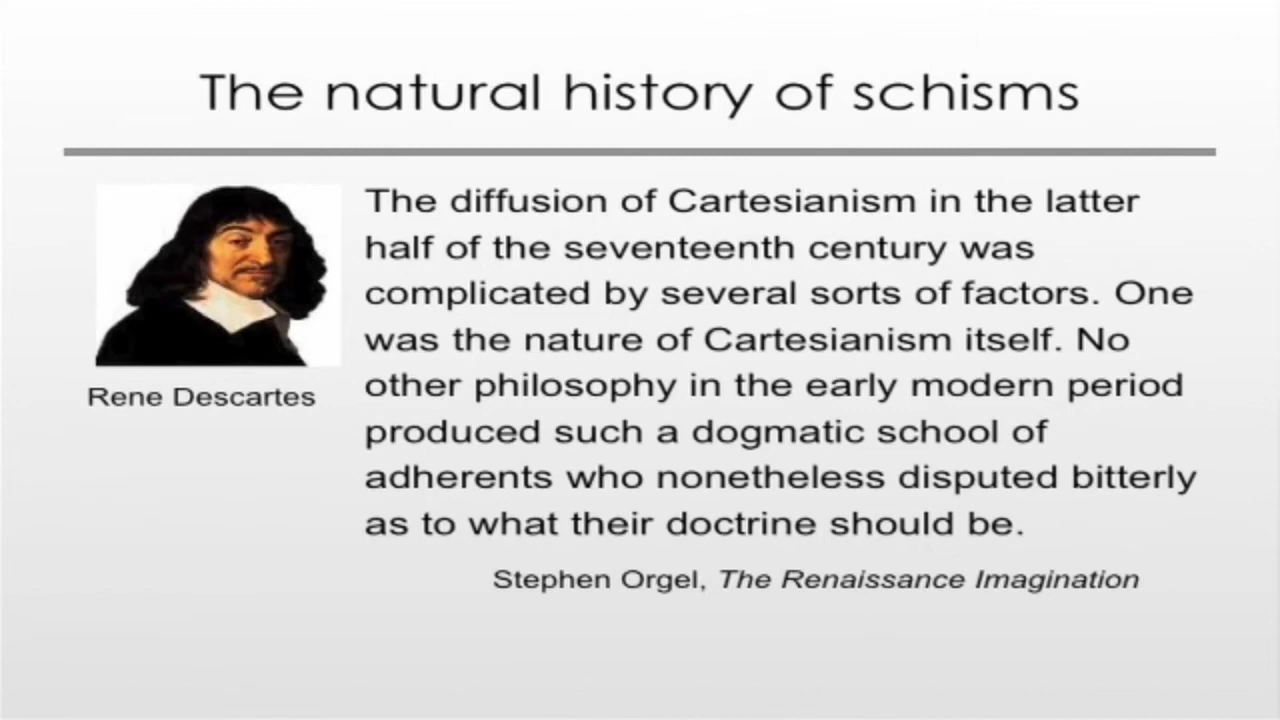 The natural history of schisms
The diffusion of Cartesianism in the latter
half of the seventeenth century was
complicated by several sorts of factors. One
was the nature of Cartesianism itself. No
other philosophy in the early modern period
produced such a dogmatic school of
adherents who nonetheless disputed bitterly
as to what their doctrine should be.
Rene Descartes
Stephen Orgel, The Renaissance Imagination